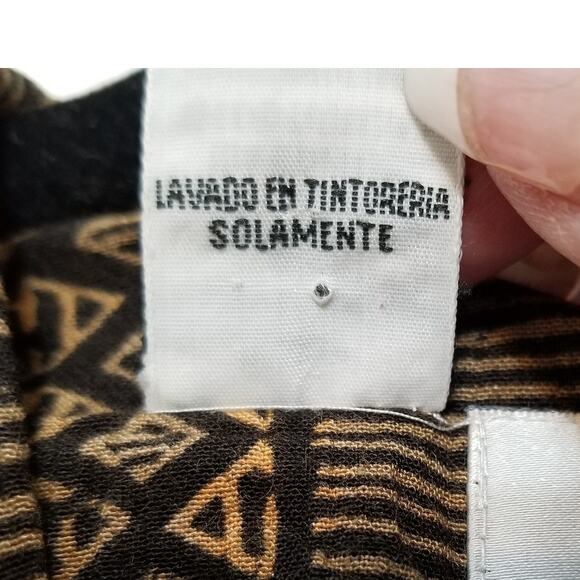 LAVADO EN TINTORERIA
SOLAMENTE